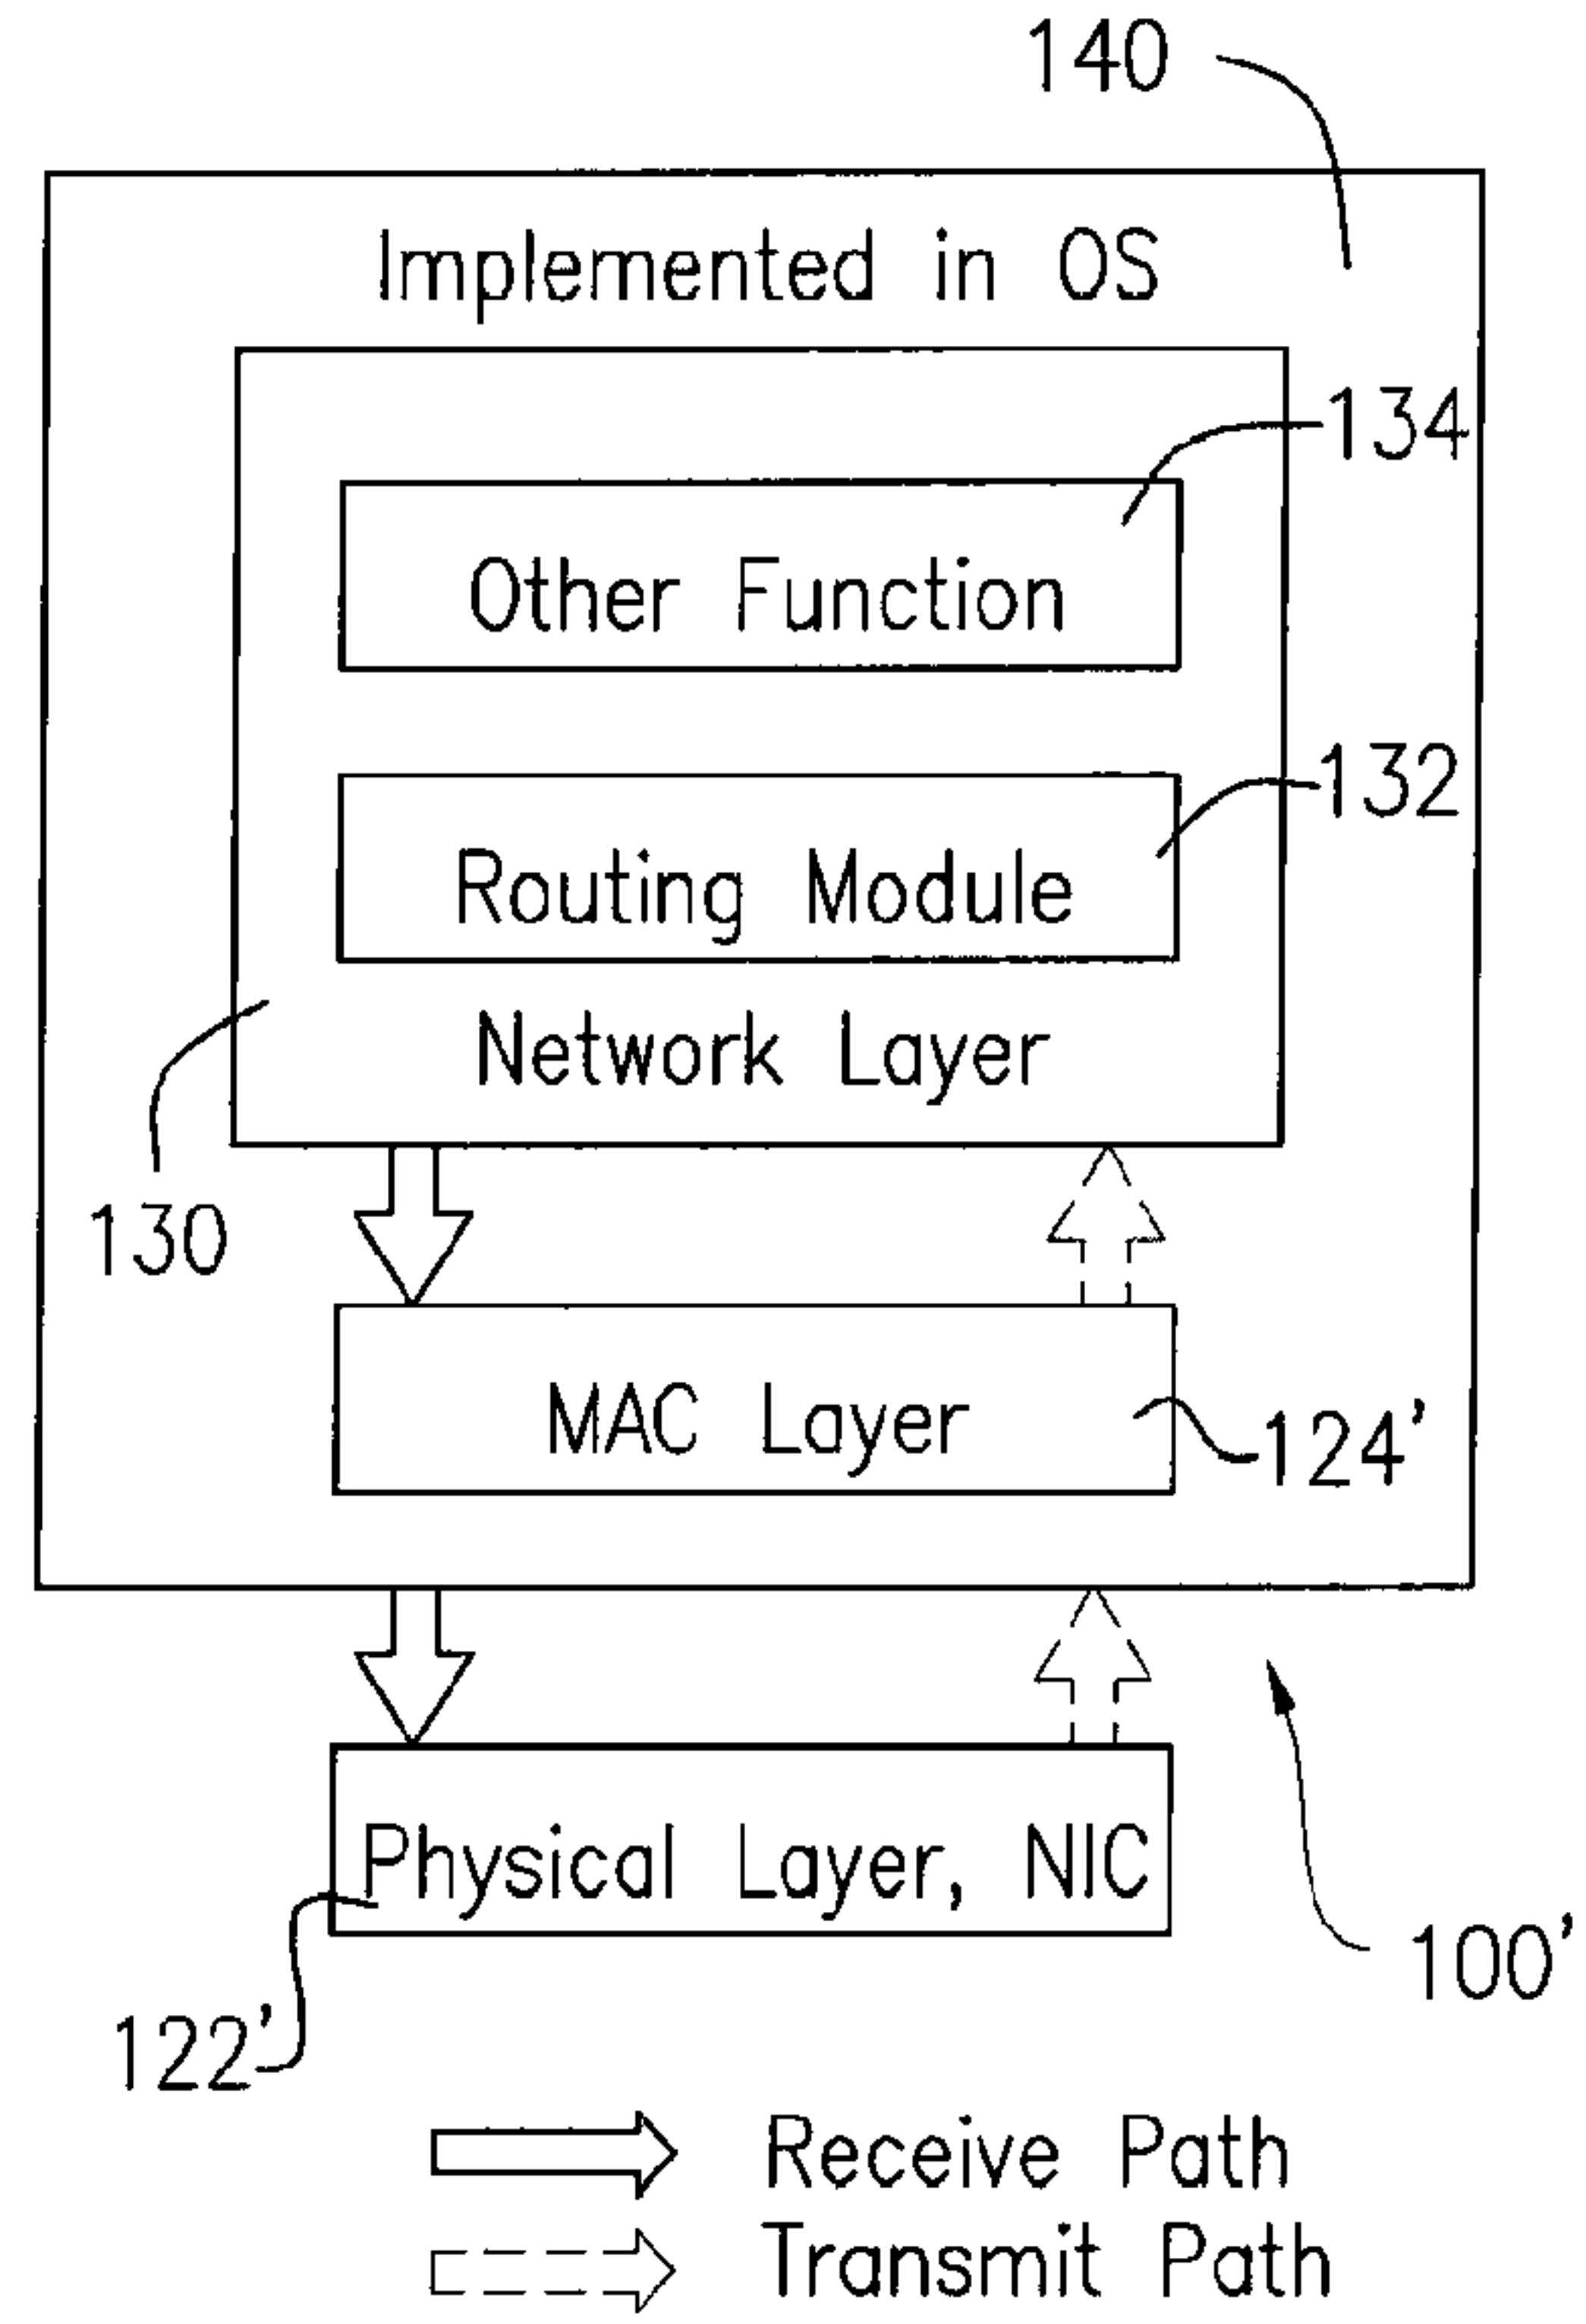 140
Implemented in OS
134
Other Function
132
Routing Module
Network Layer
130
MAC Layer
124'
Physical Layer, NIC
100'
122'
Receive Path
Transmit Path